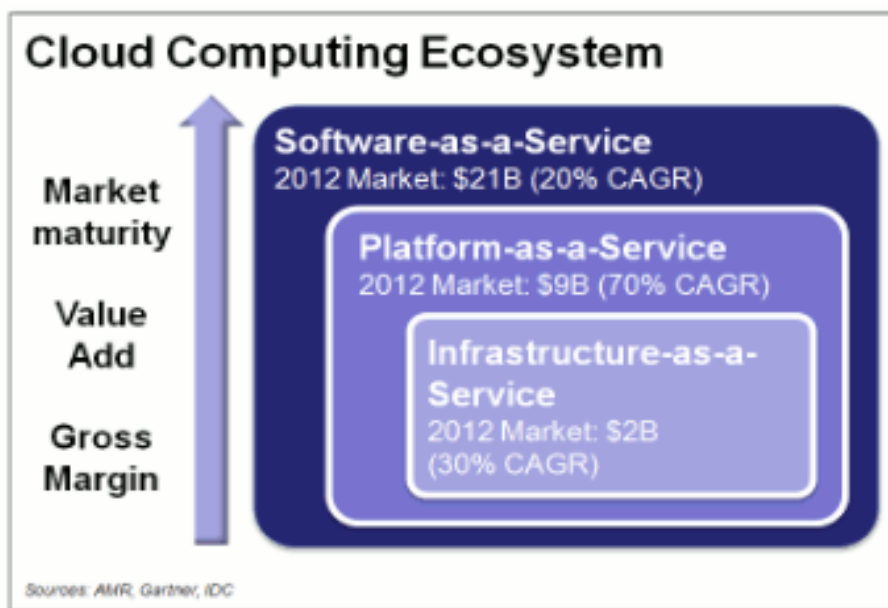 Cloud Computing Ecosystem
Market
maturity
Value
Add
Gross
Margin
Software-as-a-Service
2012 Market: $21B (20% CAGR)
Platform-as-a-Service
2012 Market: $9B (70% CAGR)
Infrastructure-as-a-
Service
2012 Market: $2B
(30% CAGR)
Sources: AMR, Gartner, IDC